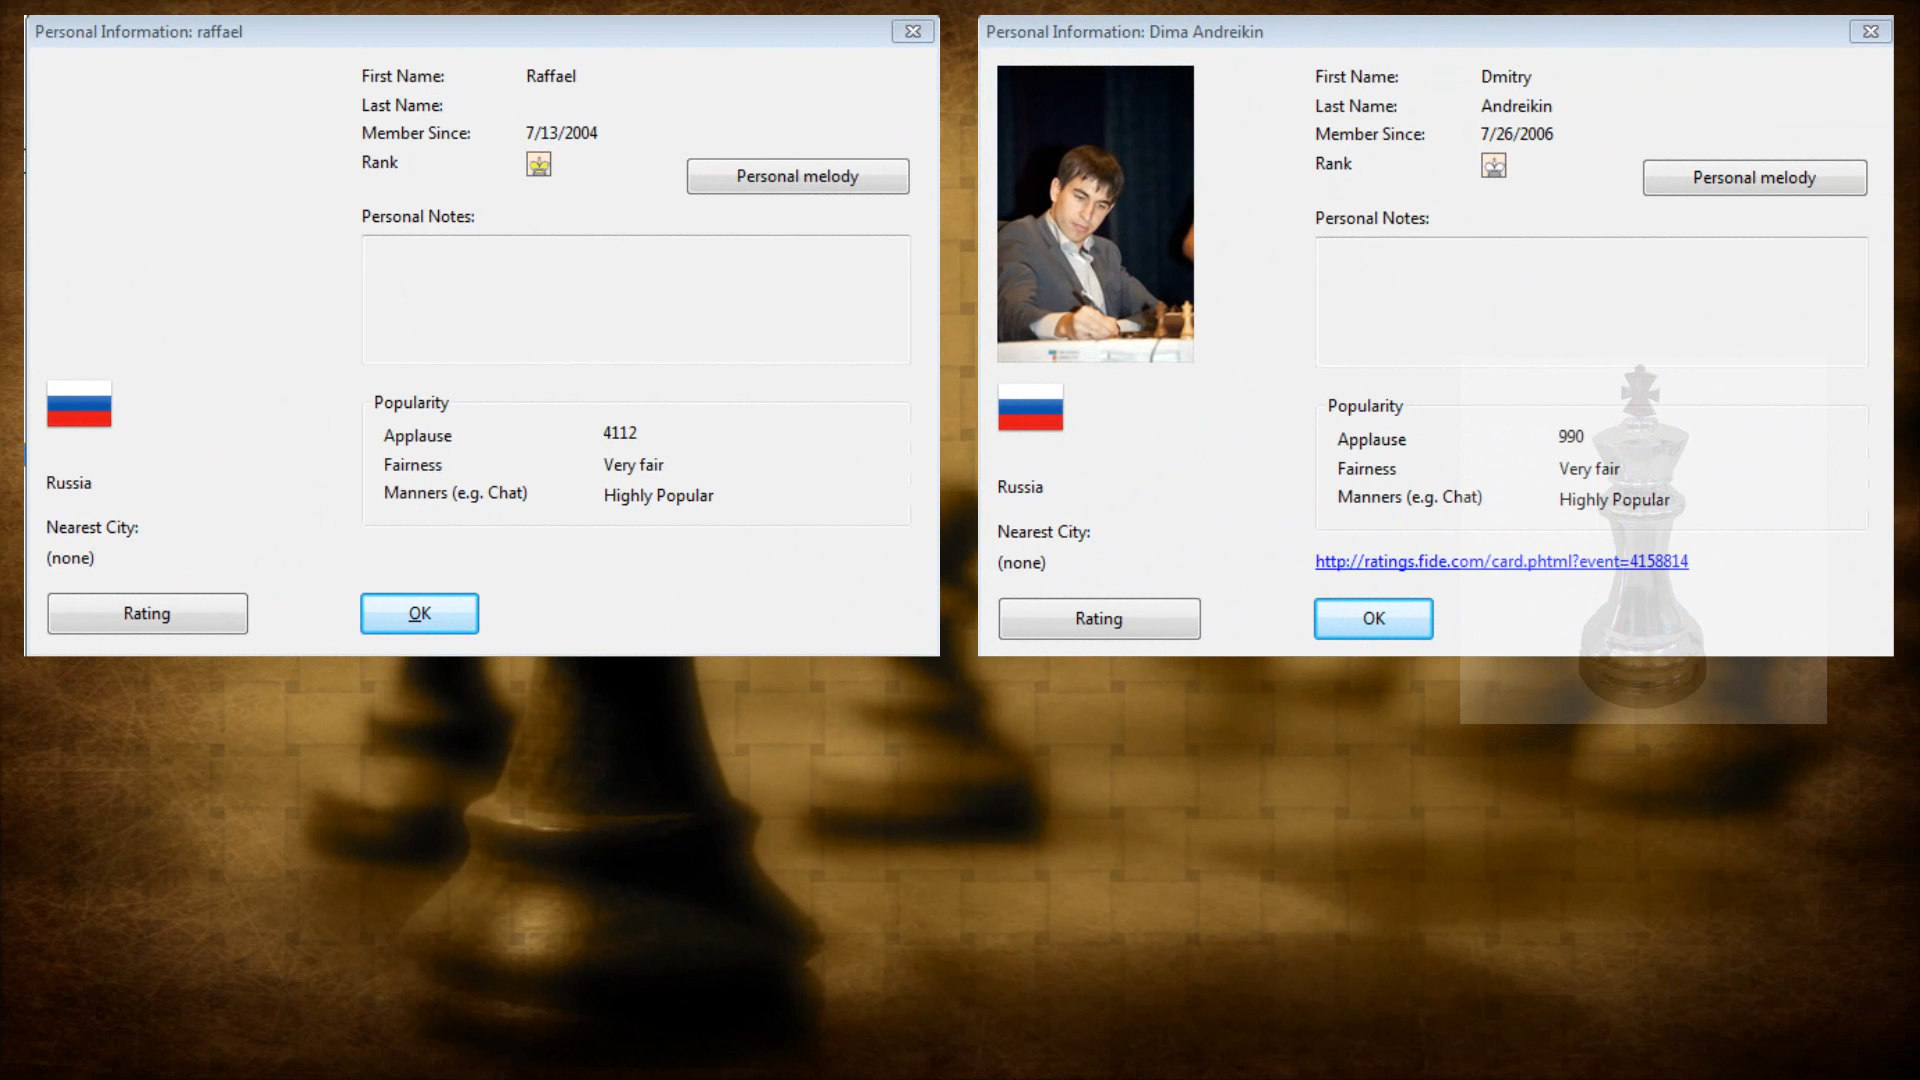 Personal Information: raffael
First Name: Raffael
Last Name:
Member Since: 7/13/2004
Rank
Personal melody
Personal Notes:
Popularity
Applause 4112
Fairness Very fair
Manners (e.g. Chat) Highly Popular
Russia
Nearest City:
(none)
Rating
OK
Personal Information: Dima Andreikin
First Name: Dmitry
Last Name: Andreikin
Member Since: 7/26/2006
Rank
Personal melody
Personal Notes:
Popularity
Applause 990
Fairness Very fair
Manners (e.g. Chat) Highly Popular
Russia
Nearest City:
(none)
http://ratings.fide.com/card.phtml?event=4158814
Rating
OK